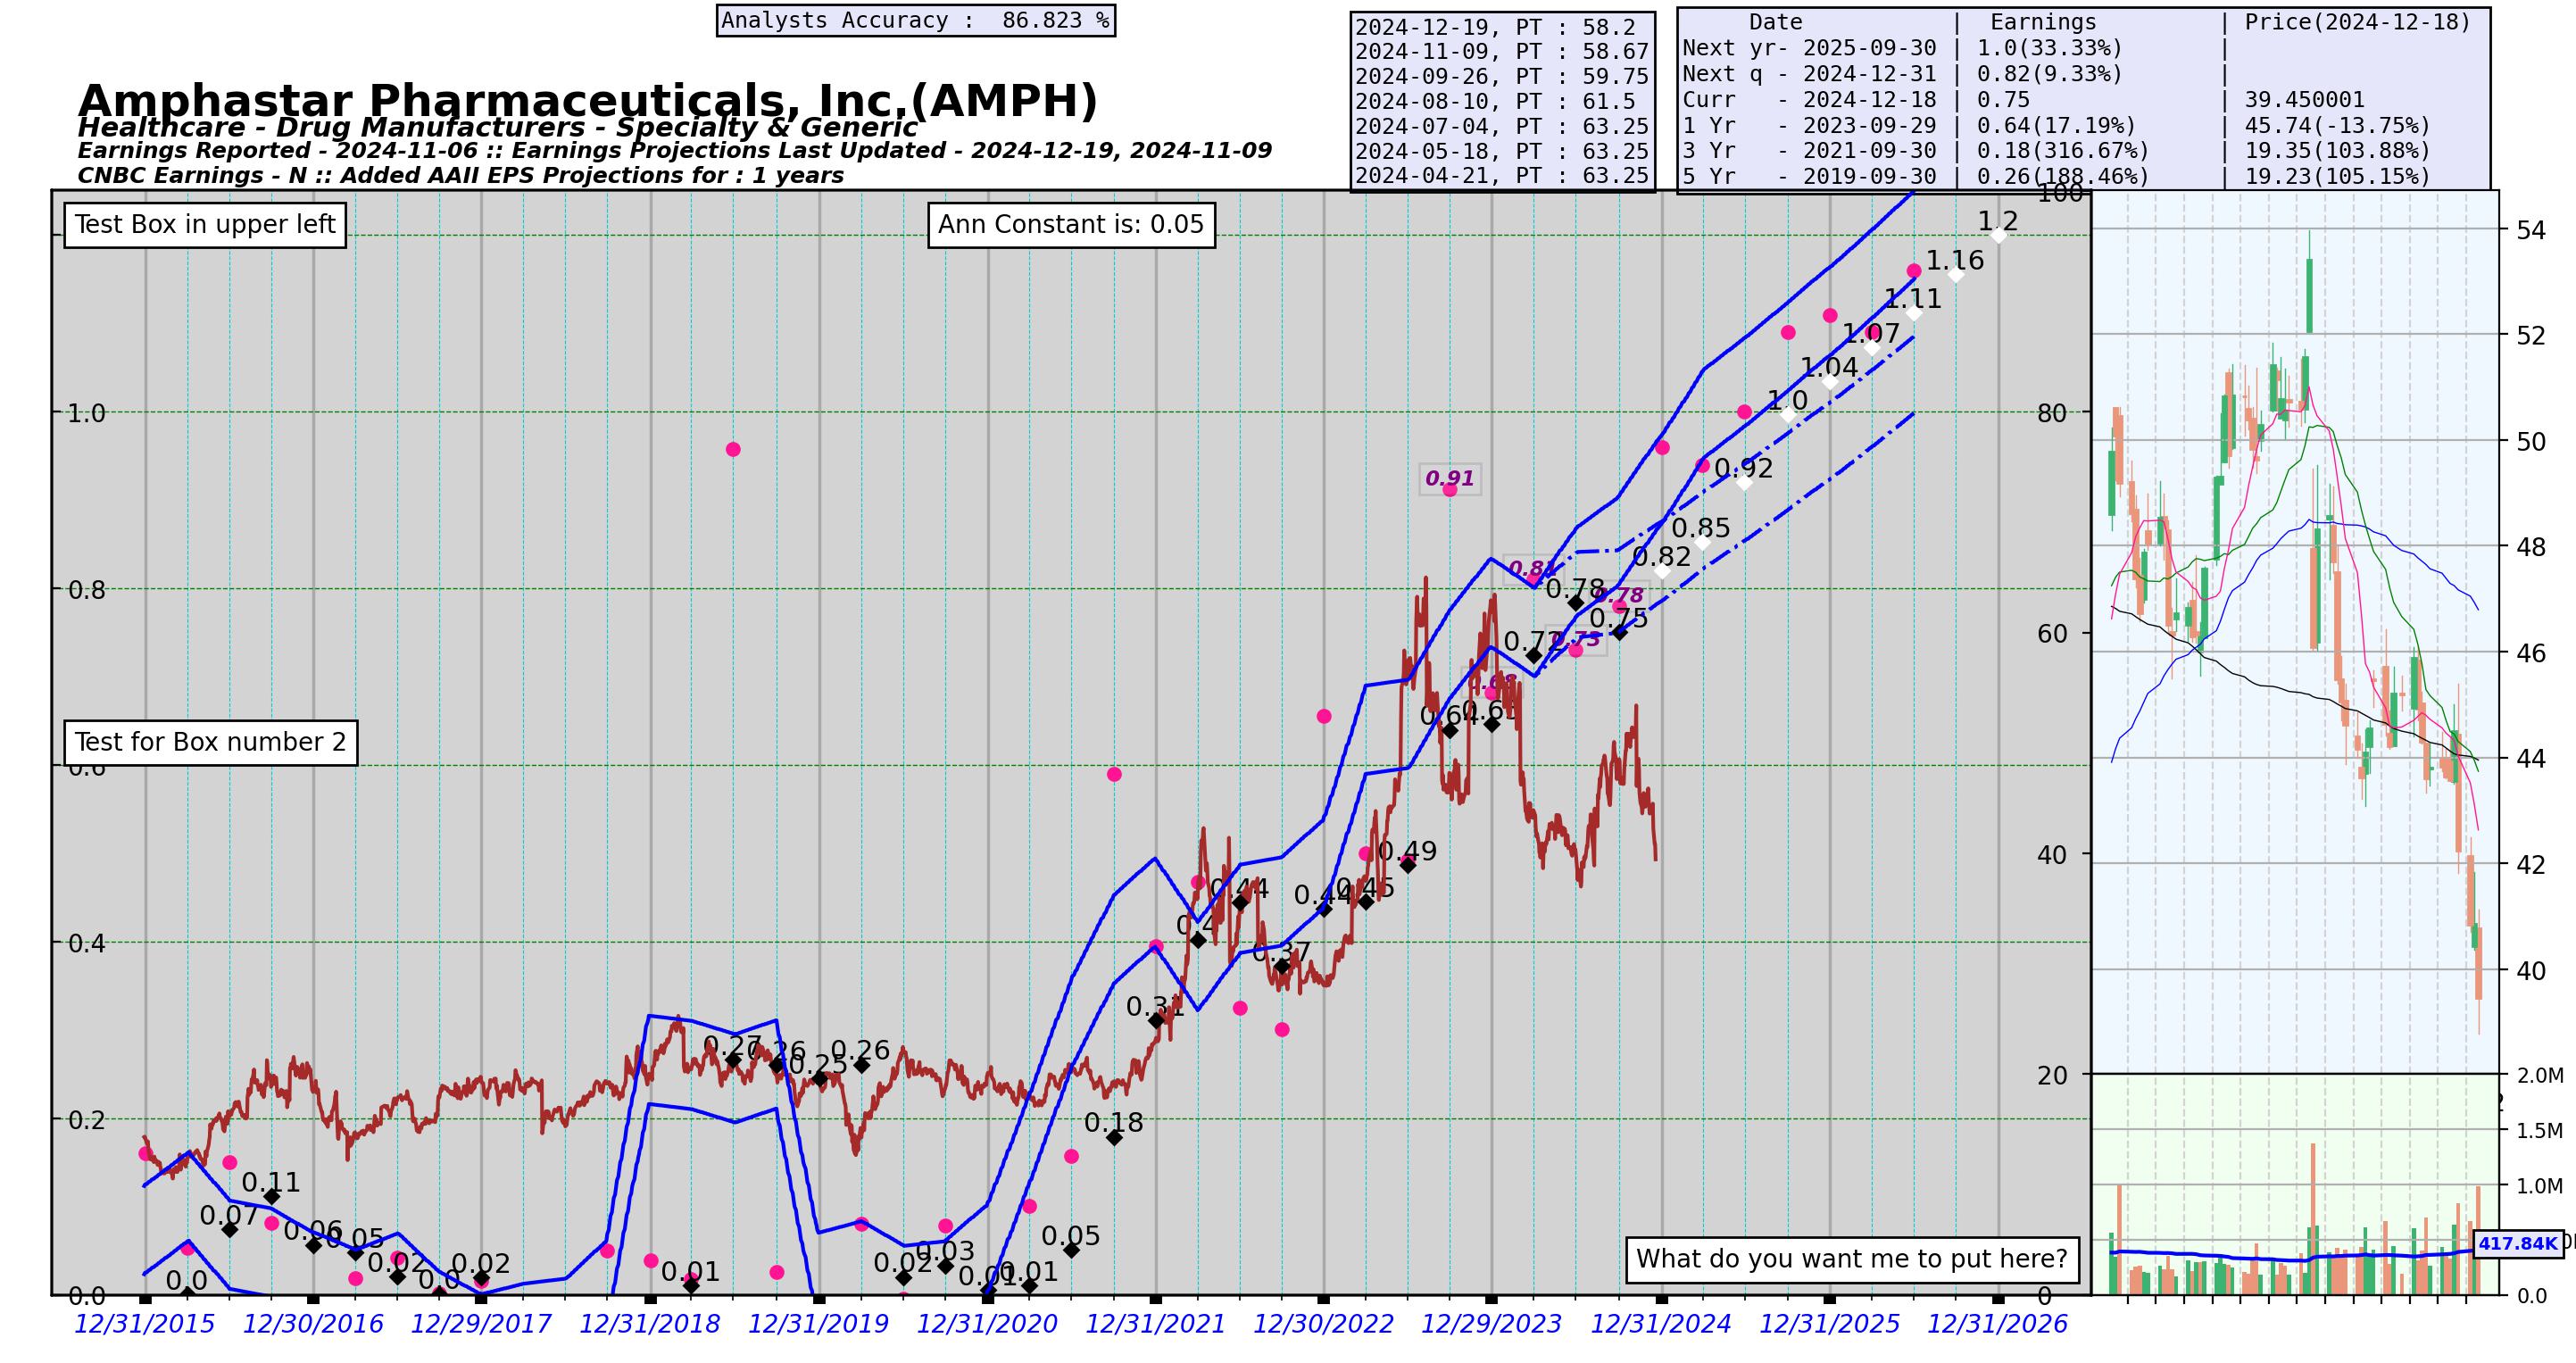 Analysts Accuracy :  86.823 %
2024-12-19, PT : 58.2
2024-11-09, PT : 58.67
2024-09-26, PT : 59.75
2024-08-10, PT : 61.5
2024-07-04, PT : 63.25
2024-05-18, PT : 63.25
2024-04-21, PT : 63.25
Date | Earnings | Price(2024-12-18)
Next yr- 2025-09-30 | 1.0(33.33%) |
Next q - 2024-12-31 | 0.82(9.33%) |
Curr - 2024-12-18 | 0.75 | 39.450001
1 Yr - 2023-09-29 | 0.64(17.19%) | 45.74(-13.75%)
3 Yr - 2021-09-30 | 0.18(316.67%) | 19.35(103.88%)
5 Yr - 2019-09-30 | 0.26(188.46%) | 19.23(105.15%)
Amphastar Pharmaceuticals, Inc.(AMPH)
Healthcare - Drug Manufacturers - Specialty & Generic
Earnings Reported - 2024-11-06 :: Earnings Projections Last Updated - 2024-12-19, 2024-11-09
CNBC Earnings - N :: Added AAII EPS Projections for : 1 years
Test Box in upper left
Ann Constant is: 0.05
Test for Box number 2
What do you want me to put here?
1.0
0.6
0.8
0.4
0.2
0.0
100
80
60
40
20
0
54
52
50
48
46
44
42
40
2.0M
1.5M
1.0M
417.84K
0.0
0.0
0.07
0.11
0.06
0.05
0.02
0.0
0.02
0.01
0.27
0.26
0.25
0.26
0.02
0.03
0.01
0.01
0.05
0.18
0.31
0.4
0.44
0.37
0.44
0.45
0.49
0.64
0.72
0.78
0.75
0.82
0.85
0.92
1.0
1.04
1.07
1.11
1.16
1.2
0.91
0.68
0.73
0.78
12/31/2015
12/30/2016
12/29/2017
12/31/2018
12/31/2019
12/31/2020
12/31/2021
12/30/2022
12/29/2023
12/31/2024
12/31/2025
12/31/2026